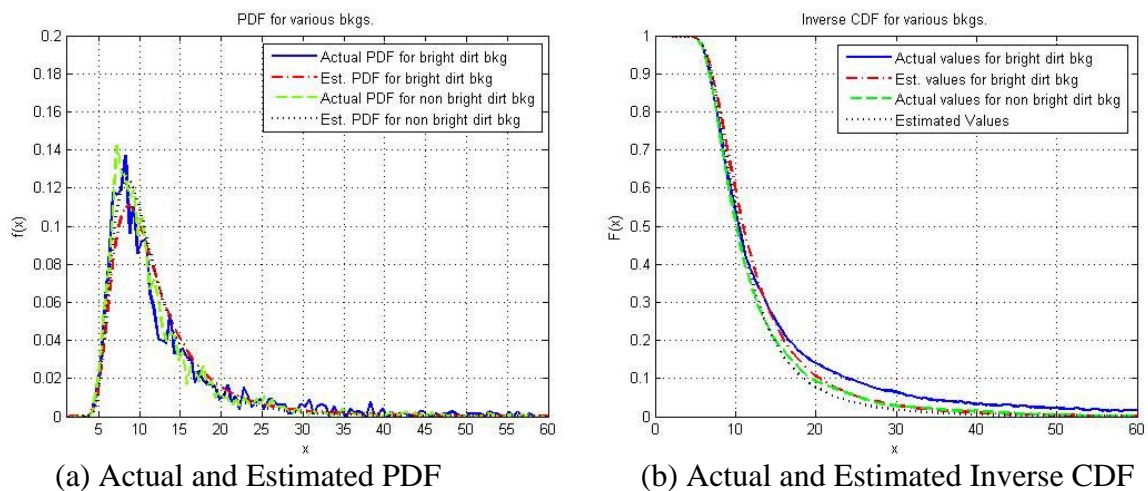 PDF for various bkgs.
0.2
0.18
0.16
0.14
0.12
0.1
0.08
0.06
0.04
0.02
0
f(x)
Actual PDF for bright dirt bkg
Est. PDF for bright dirt bkg
Actual PDF for non bright dirt bkg
Est. PDF for non bright dirt bkg
5 10 15 20 25 30 35 40 45 50 55 60
x
(a) Actual and Estimated PDF
Inverse CDF for various bkgs.
1
0.9
0.8
0.7
0.6
0.5
0.4
0.3
0.2
0.1
0
F(x)
Actual values for bright dirt bkg
Est. values for bright dirt bkg
Actual values for non bright dirt bkg
Estimated Values
0 10 20 30 40 50 60
x
(b) Actual and Estimated Inverse CDF